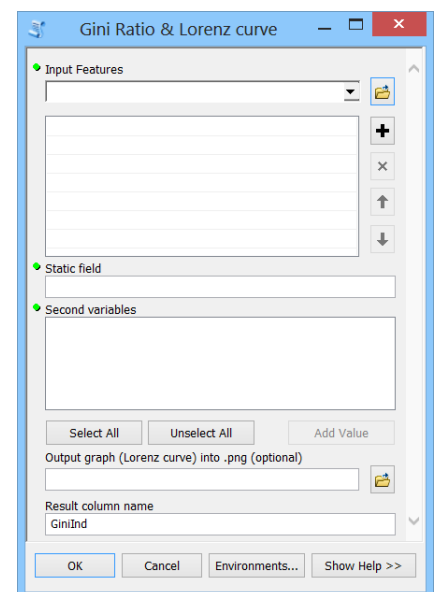 Gini Ratio & Lorenz curve
Input Features
Static field
Second variables
Select All Unselect All Add Value
Output graph (Lorenz curve) into .png (optional)
Result column name
GiniInd
OK Cancel Environments... Show Help >>